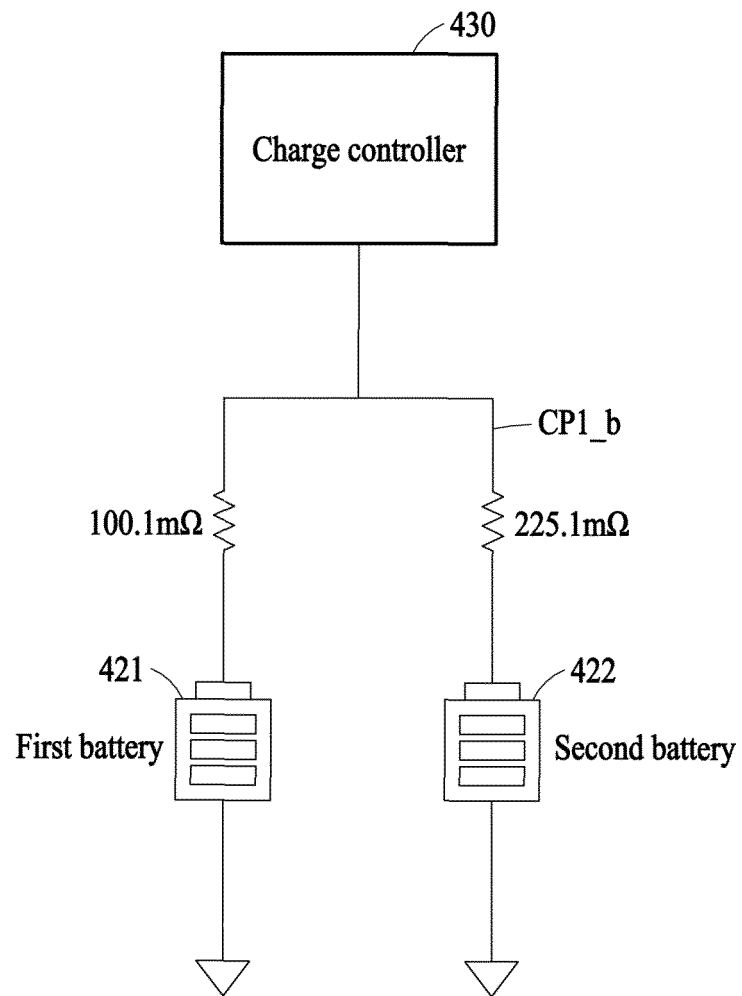 430
Charge controller
CP1_b
100.1mΩ
225.1mΩ
421
422
First battery
Second battery